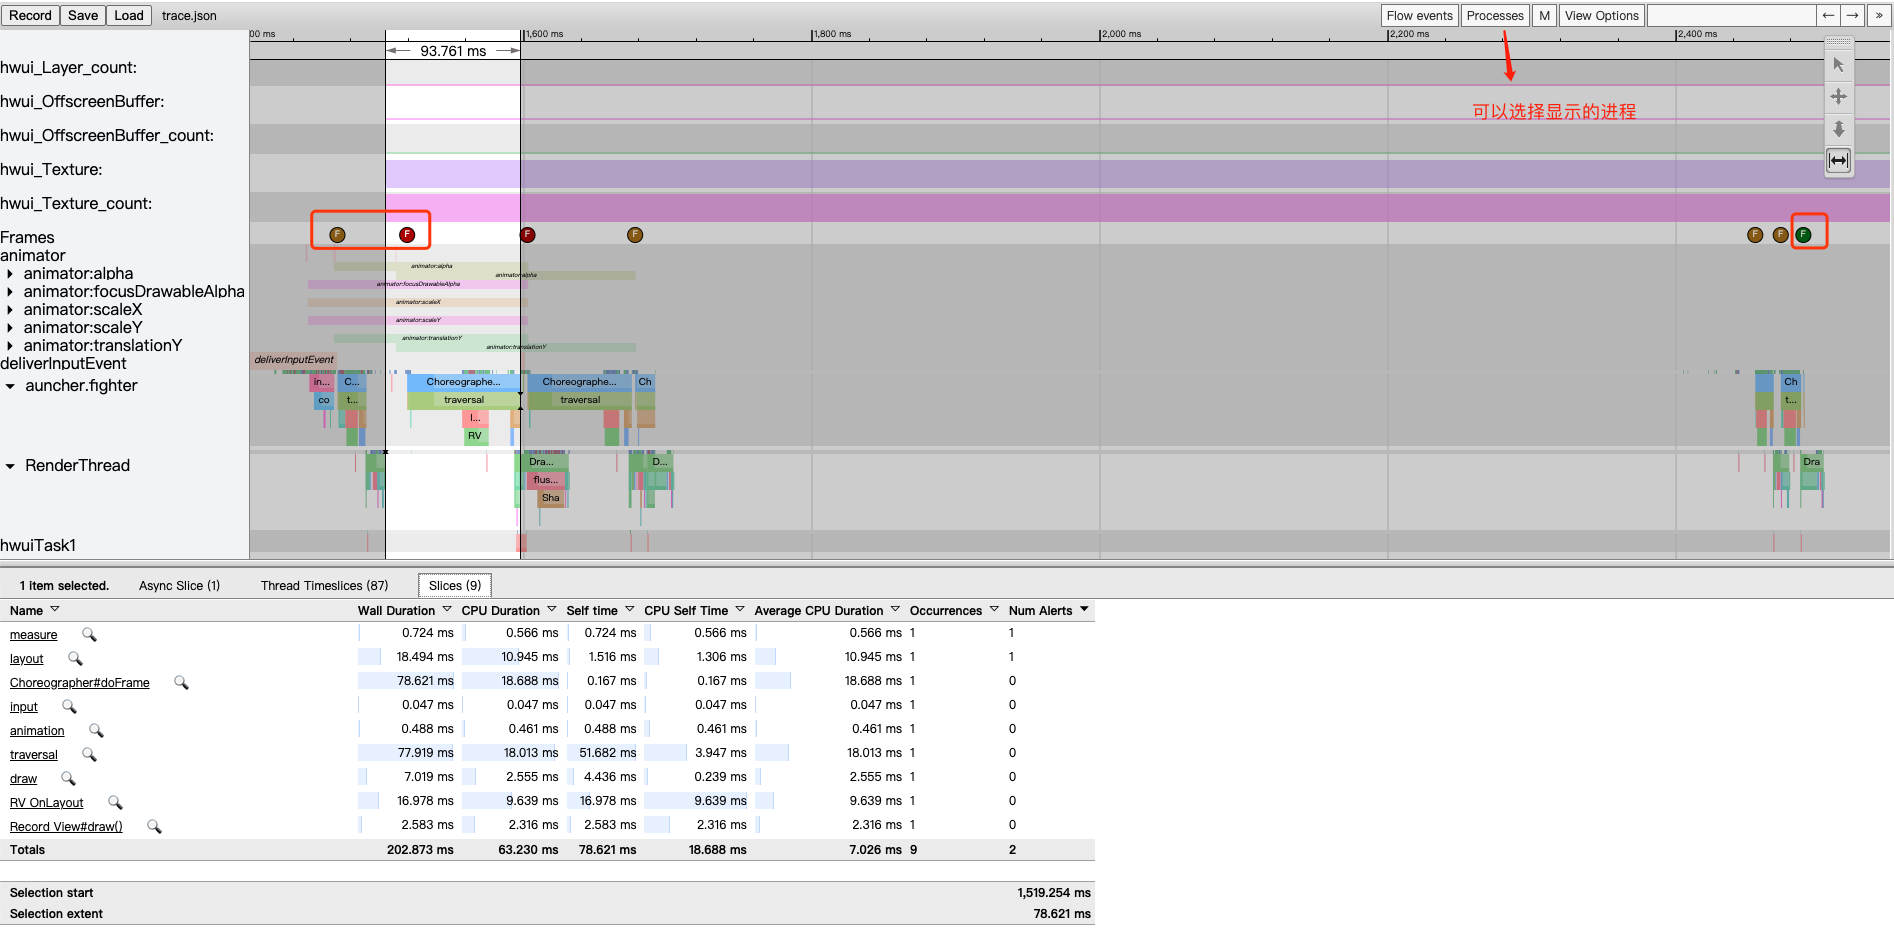 Record Save Load trace.json Flow events Processes M View Options ← → »
00 ms 1,600 ms 1,800 ms 2,000 ms 2,200 ms 2,400 ms
93.761 ms
hwui_Layer_count:
hwui_OffscreenBuffer:
可以选择显示的进程
hwui_OffscreenBuffer_count:
hwui_Texture:
hwui_Texture_count:
Frames F F F F F F F
animator
animator:alpha animator:alpha animator:alpha
animator:focusDrawableAlpha animator:focusDrawableAlpha
animator:scaleX animator:scaleX
animator:scaleY animator:scaleY
animator:translationY animator:translationY animator:translationY
deliverInputEvent deliverInputEvent
auncher.fighter in... C... Choreographe... Choreographe... Ch Ch
co t... traversal traversal t...
l...
RV
RenderThread Dra... D... Dra
flus...
Sha
hwuiTask1
1 item selected. Async Slice (1) Thread Timeslices (87) Slices (9)
Name Wall Duration CPU Duration Self time CPU Self Time Average CPU Duration Occurrences Num Alerts
measure 0.724 ms 0.566 ms 0.724 ms 0.566 ms 0.566 ms 1 1
layout 18.494 ms 10.945 ms 1.516 ms 1.306 ms 10.945 ms 1 1
Choreographer#doFrame 78.621 ms 18.688 ms 0.167 ms 0.167 ms 18.688 ms 1 0
input 0.047 ms 0.047 ms 0.047 ms 0.047 ms 0.047 ms 1 0
animation 0.488 ms 0.461 ms 0.488 ms 0.461 ms 0.461 ms 1 0
traversal 77.919 ms 18.013 ms 51.682 ms 3.947 ms 18.013 ms 1 0
draw 7.019 ms 2.555 ms 4.436 ms 0.239 ms 2.555 ms 1 0
RV OnLayout 16.978 ms 9.639 ms 16.978 ms 9.639 ms 9.639 ms 1 0
Record View#draw() 2.583 ms 2.316 ms 2.583 ms 2.316 ms 2.316 ms 1 0
Totals 202.873 ms 63.230 ms 78.621 ms 18.688 ms 7.026 ms 9 2
Selection start 1,519.254 ms
Selection extent 78.621 ms